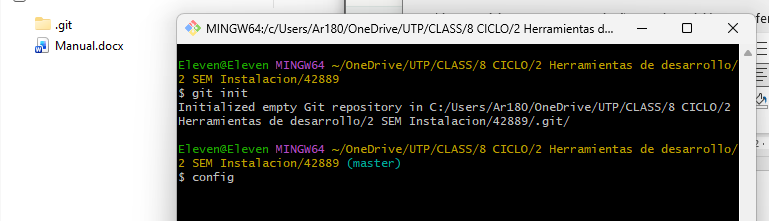 .git
Manual.docx
MINGW64:/c/Users/Ar180/OneDrive/UTP/CLASS/8 CICLO/2 Herramientas d...
Eleven@Eleven MINGW64 ~/OneDrive/UTP/CLASS/8 CICLO/2 Herramientas de desarrollo/
2 SEM Instalacion/42889
$ git init
Initialized empty Git repository in C:/Users/Ar180/OneDrive/UTP/CLASS/8 CICLO/2
Herramientas de desarrollo/2 SEM Instalacion/42889/.git/
Eleven@Eleven MINGW64 ~/OneDrive/UTP/CLASS/8 CICLO/2 Herramientas de desarrollo/
2 SEM Instalacion/42889 (master)
$ config